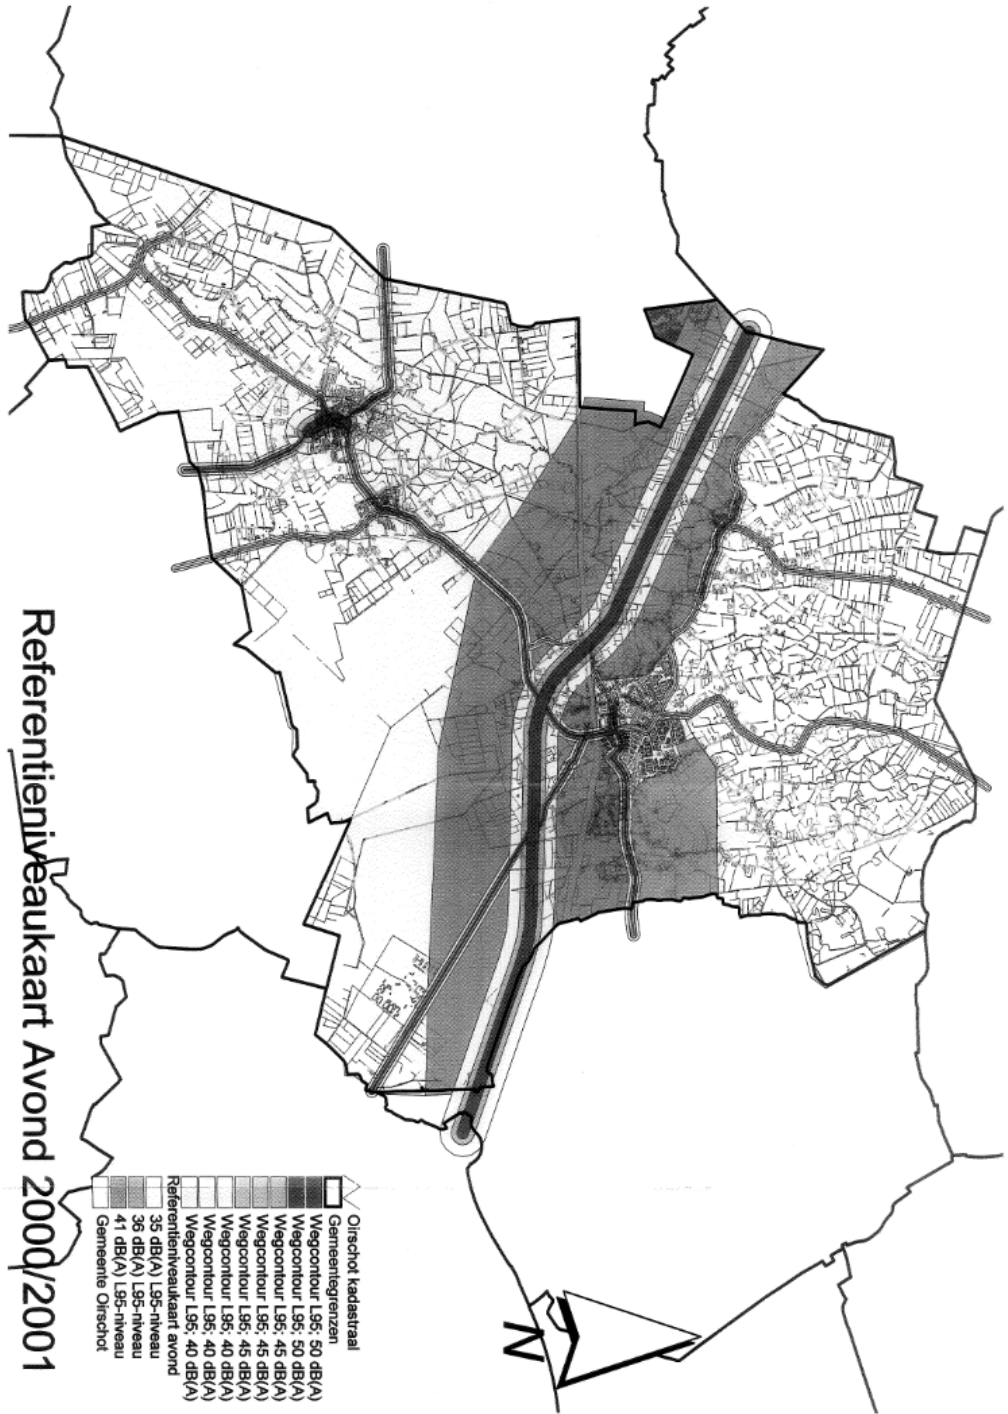 Referentieniveaukaart Avond 2000/2001
Oirschot kadastraal
Gemeentegrenzen
Wegcontour L95; 50 dB(A)
Wegcontour L95; 50 dB(A)
Wegcontour L95; 45 dB(A)
Wegcontour L95; 45 dB(A)
Wegcontour L95; 45 dB(A)
Wegcontour L95; 40 dB(A)
Wegcontour L95; 40 dB(A)
Wegcontour L95; 40 dB(A)
Referentieniveaukaart avond
35 dB(A) L95-niveau
36 dB(A) L95-niveau
41 dB(A) L95-niveau
Gemeente Oirschot
N